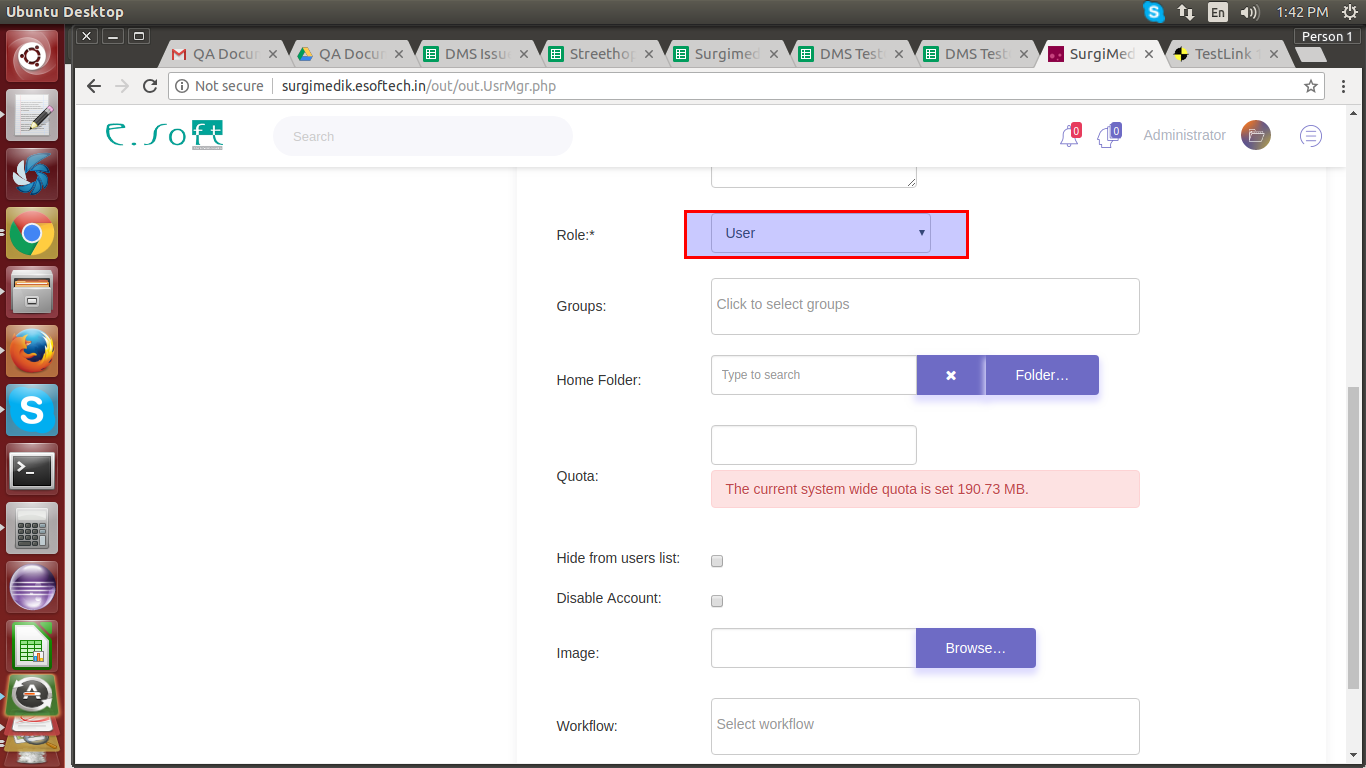 Ubuntu Desktop
En
1:42 PM
Person 1
QA Docu
QA Docu
DMS Issu
Streethop
Surgimed
DMS Test
DMS Test
SurgiMed
TestLink 1
Not secure
surgimedik.esoftech.in/out/out.UsrMgr.php
e.Soft
Search
0
0
Administrator
Role:*
User
Groups:
Click to select groups
Home Folder:
Type to search
Folder…
Quota:
The current system wide quota is set 190.73 MB.
Hide from users list:
Disable Account:
Image:
Browse…
Workflow:
Select workflow